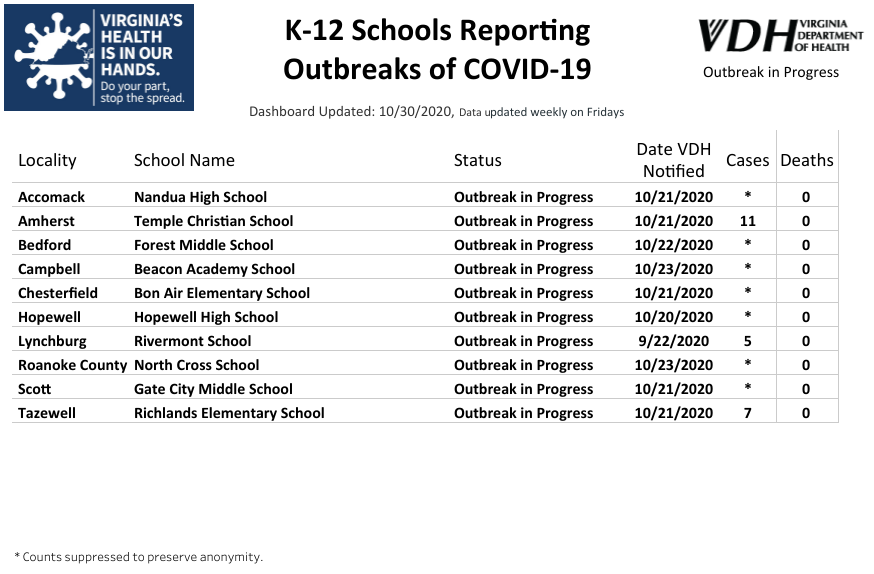 VIRGINIA'S
HEALTH
IS IN OUR
HANDS.
Do your part,
stop the spread.
K-12 Schools Reporting
Outbreaks of COVID-19
VDH VIRGINIA
DEPARTMENT
OF HEALTH
Outbreak in Progress
Dashboard Updated: 10/30/2020, Data updated weekly on Fridays
Locality School Name Status Date VDH Notified Cases Deaths
Accomack Nandua High School Outbreak in Progress 10/21/2020 * 0
Amherst Temple Christian School Outbreak in Progress 10/21/2020 11 0
Bedford Forest Middle School Outbreak in Progress 10/22/2020 * 0
Campbell Beacon Academy School Outbreak in Progress 10/23/2020 * 0
Chesterfield Bon Air Elementary School Outbreak in Progress 10/21/2020 * 0
Hopewell Hopewell High School Outbreak in Progress 10/20/2020 * 0
Lynchburg Rivermont School Outbreak in Progress 9/22/2020 5 0
Roanoke County North Cross School Outbreak in Progress 10/23/2020 * 0
Scott Gate City Middle School Outbreak in Progress 10/21/2020 * 0
Tazewell Richlands Elementary School Outbreak in Progress 10/21/2020 7 0
* Counts suppressed to preserve anonymity.